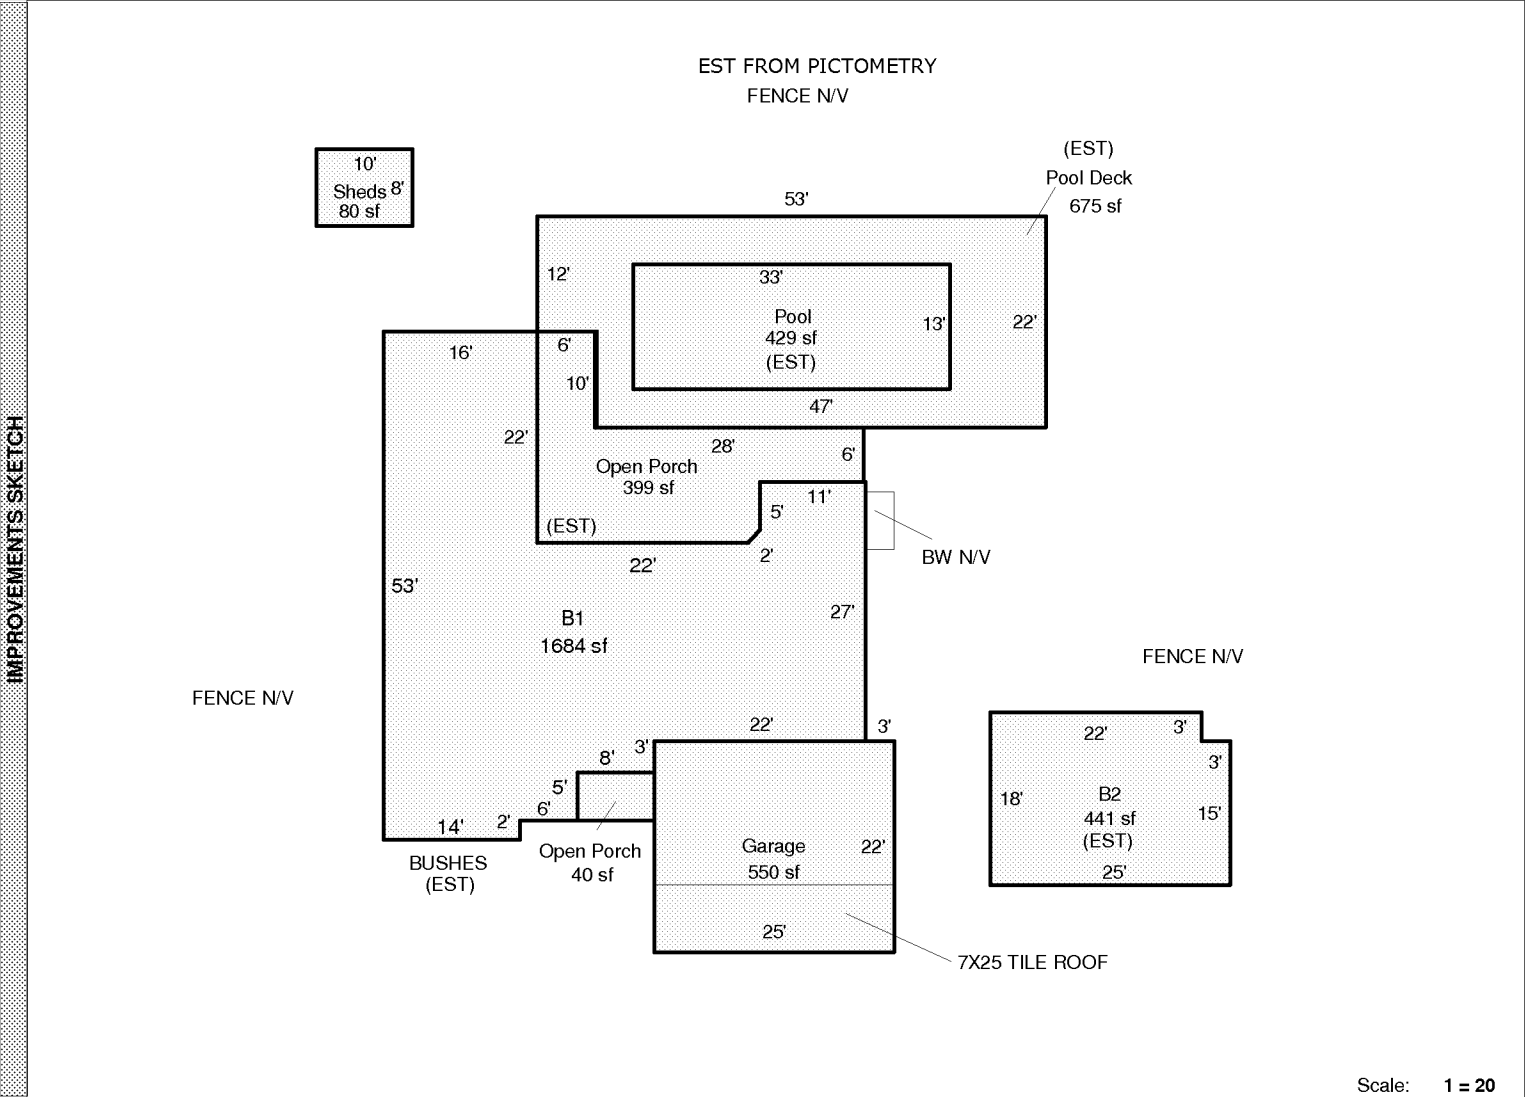 IMPROVEMENTS SKETCH
EST FROM PICTOMETRY
FENCE N/V
10'
Sheds 8'
80 sf
(EST)
Pool Deck
675 sf
53'
12'
33'
Pool
429 sf
(EST)
13'
22'
47'
16'
6'
10'
22'
28'
6'
Open Porch
399 sf
(EST)
11'
5'
2'
22'
BW N/V
53'
B1
1684 sf
27'
FENCE N/V
FENCE N/V
22'
3'
3'
8'
5'
6'
2'
14'
BUSHES
(EST)
Open Porch
40 sf
Garage
550 sf
22'
25'
7X25 TILE ROOF
22'
3'
3'
18'
B2
441 sf
(EST)
15'
25'
Scale: 1 = 20